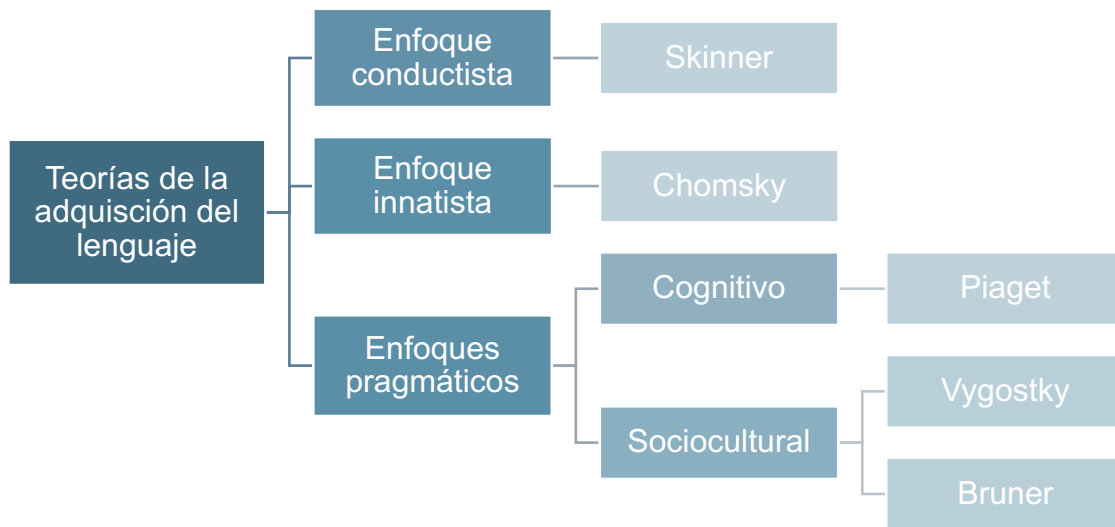 Teorías de la
adquisción del
lenguaje
Enfoque
conductista
Skinner
Enfoque
innatista
Chomsky
Enfoques
pragmáticos
Cognitivo
Piaget
Sociocultural
Vygostky
Bruner